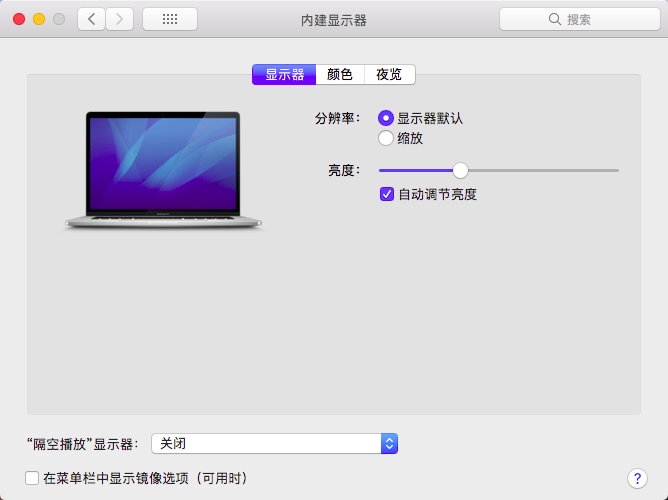 内建显示器
搜索
显示器 颜色 夜览
分辨率： 显示器默认
缩放
亮度：
自动调节亮度
“隔空播放”显示器： 关闭
在菜单栏中显示镜像选项（可用时）
?